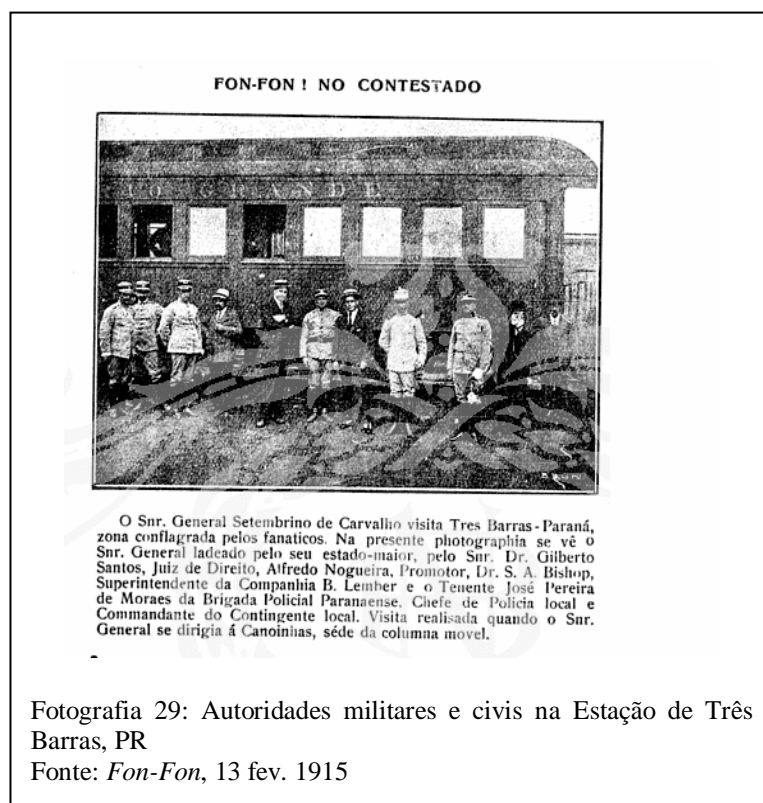 FON-FON ! NO CONTESTADO
IO GRANDE
O Snr. General Setembrino de Carvalho visita Tres Barras-Paraná,
zona conflagrada pelos fanaticos. Na presente photographia se vê o
Snr. General ladeado pelo seu estado-maior, pelo Snr. Dr. Gilberto
Santos, Juiz de Direito, Alfredo Nogueira, Promotor, Dr. S. A. Bishop,
Superintendente da Companhia B. Lember e o Tenente José Pereira
de Moraes da Brigada Policial Paranaense. Chefe de Policia local e
Commandante do Contingente local. Visita realisada quando o Snr.
General se dirigia á Canoinhas, séde da columna movel.
Fotografia 29: Autoridades militares e civis na Estação de Três
Barras, PR
Fonte: Fon-Fon, 13 fev. 1915